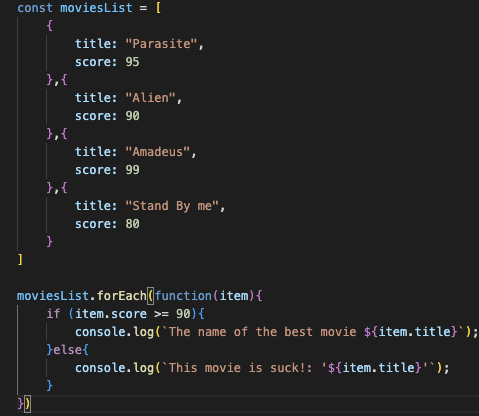 const moviesList = [
    {
        title: "Parasite",
        score: 95
    },{
        title: "Alien",
        score: 90
    },{
        title: "Amadeus",
        score: 99
    },{
        title: "Stand By me",
        score: 80
    }
]

moviesList.forEach(function(item){
    if (item.score >= 90){
        console.log(`The name of the best movie ${item.title}`);
    }else{
        console.log(`This movie is suck!: '${item.title}'`);
    }
})